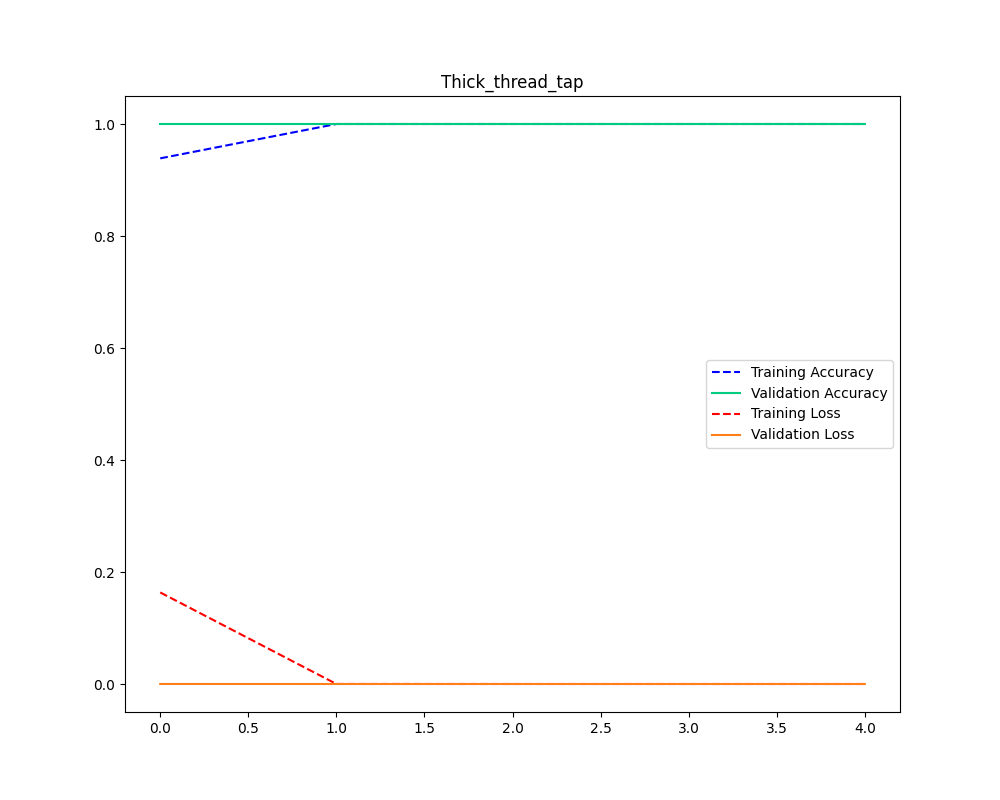 Thick_thread_tap
1.0
0.8
0.6
0.4
0.2
0.0
Training Accuracy
Validation Accuracy
Training Loss
Validation Loss
0.0 0.5 1.0 1.5 2.0 2.5 3.0 3.5 4.0